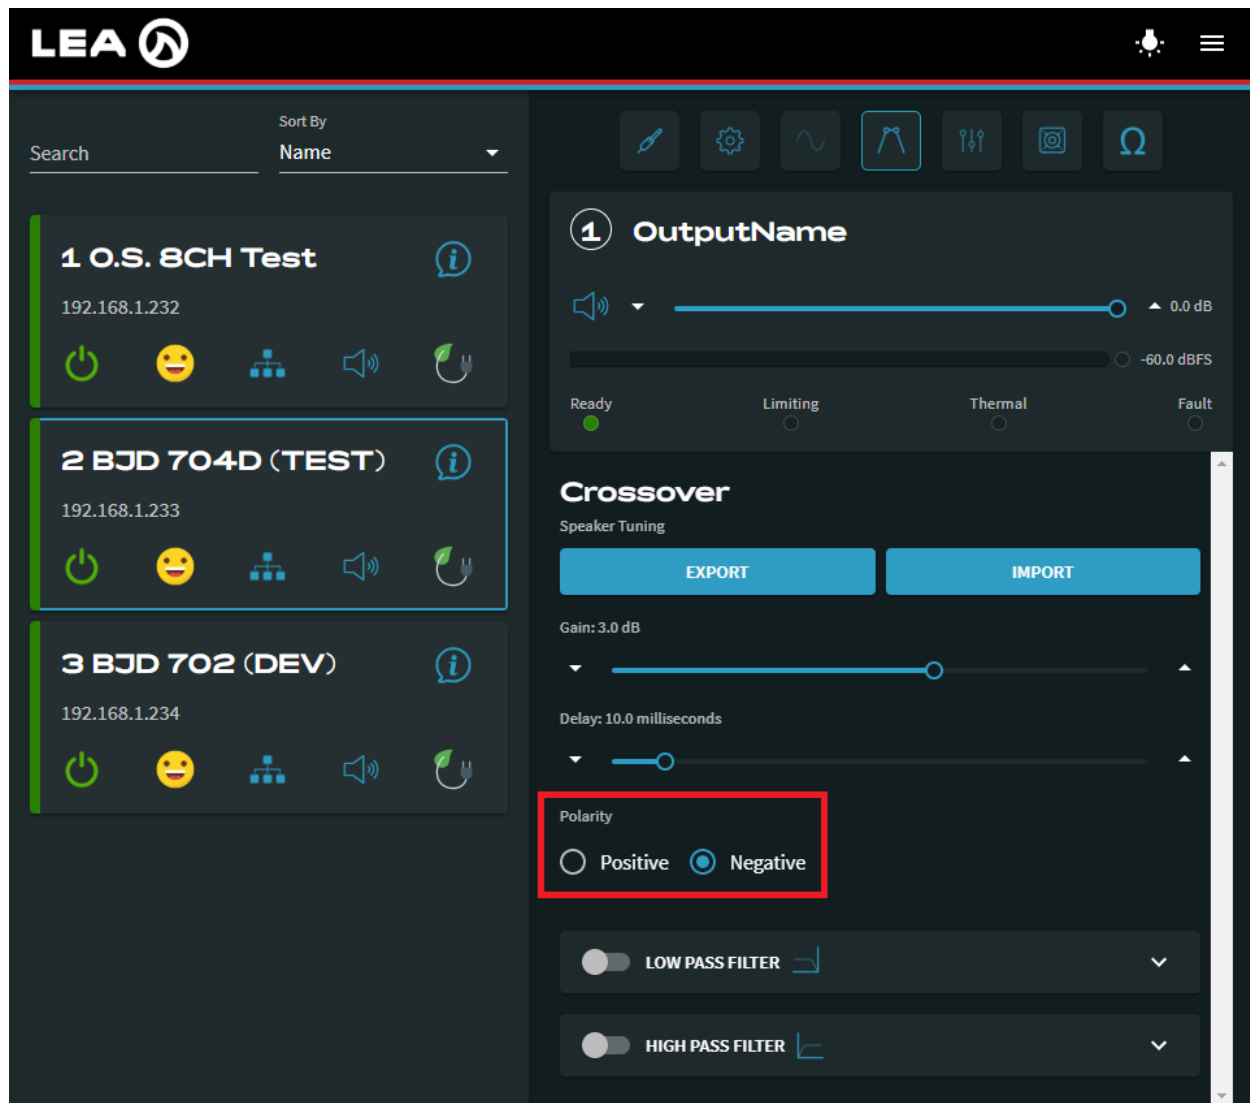 LEA
Search
Sort By
Name
1 O.S. 8CH Test
192.168.1.232
2 BJD 704D (TEST)
192.168.1.233
3 BJD 702 (DEV)
192.168.1.234
Ω
1 OutputName
0.0 dB
-60.0 dBFS
Ready Limiting Thermal Fault
Crossover
Speaker Tuning
EXPORT IMPORT
Gain: 3.0 dB
Delay: 10.0 milliseconds
Polarity
Positive Negative
LOW PASS FILTER
HIGH PASS FILTER